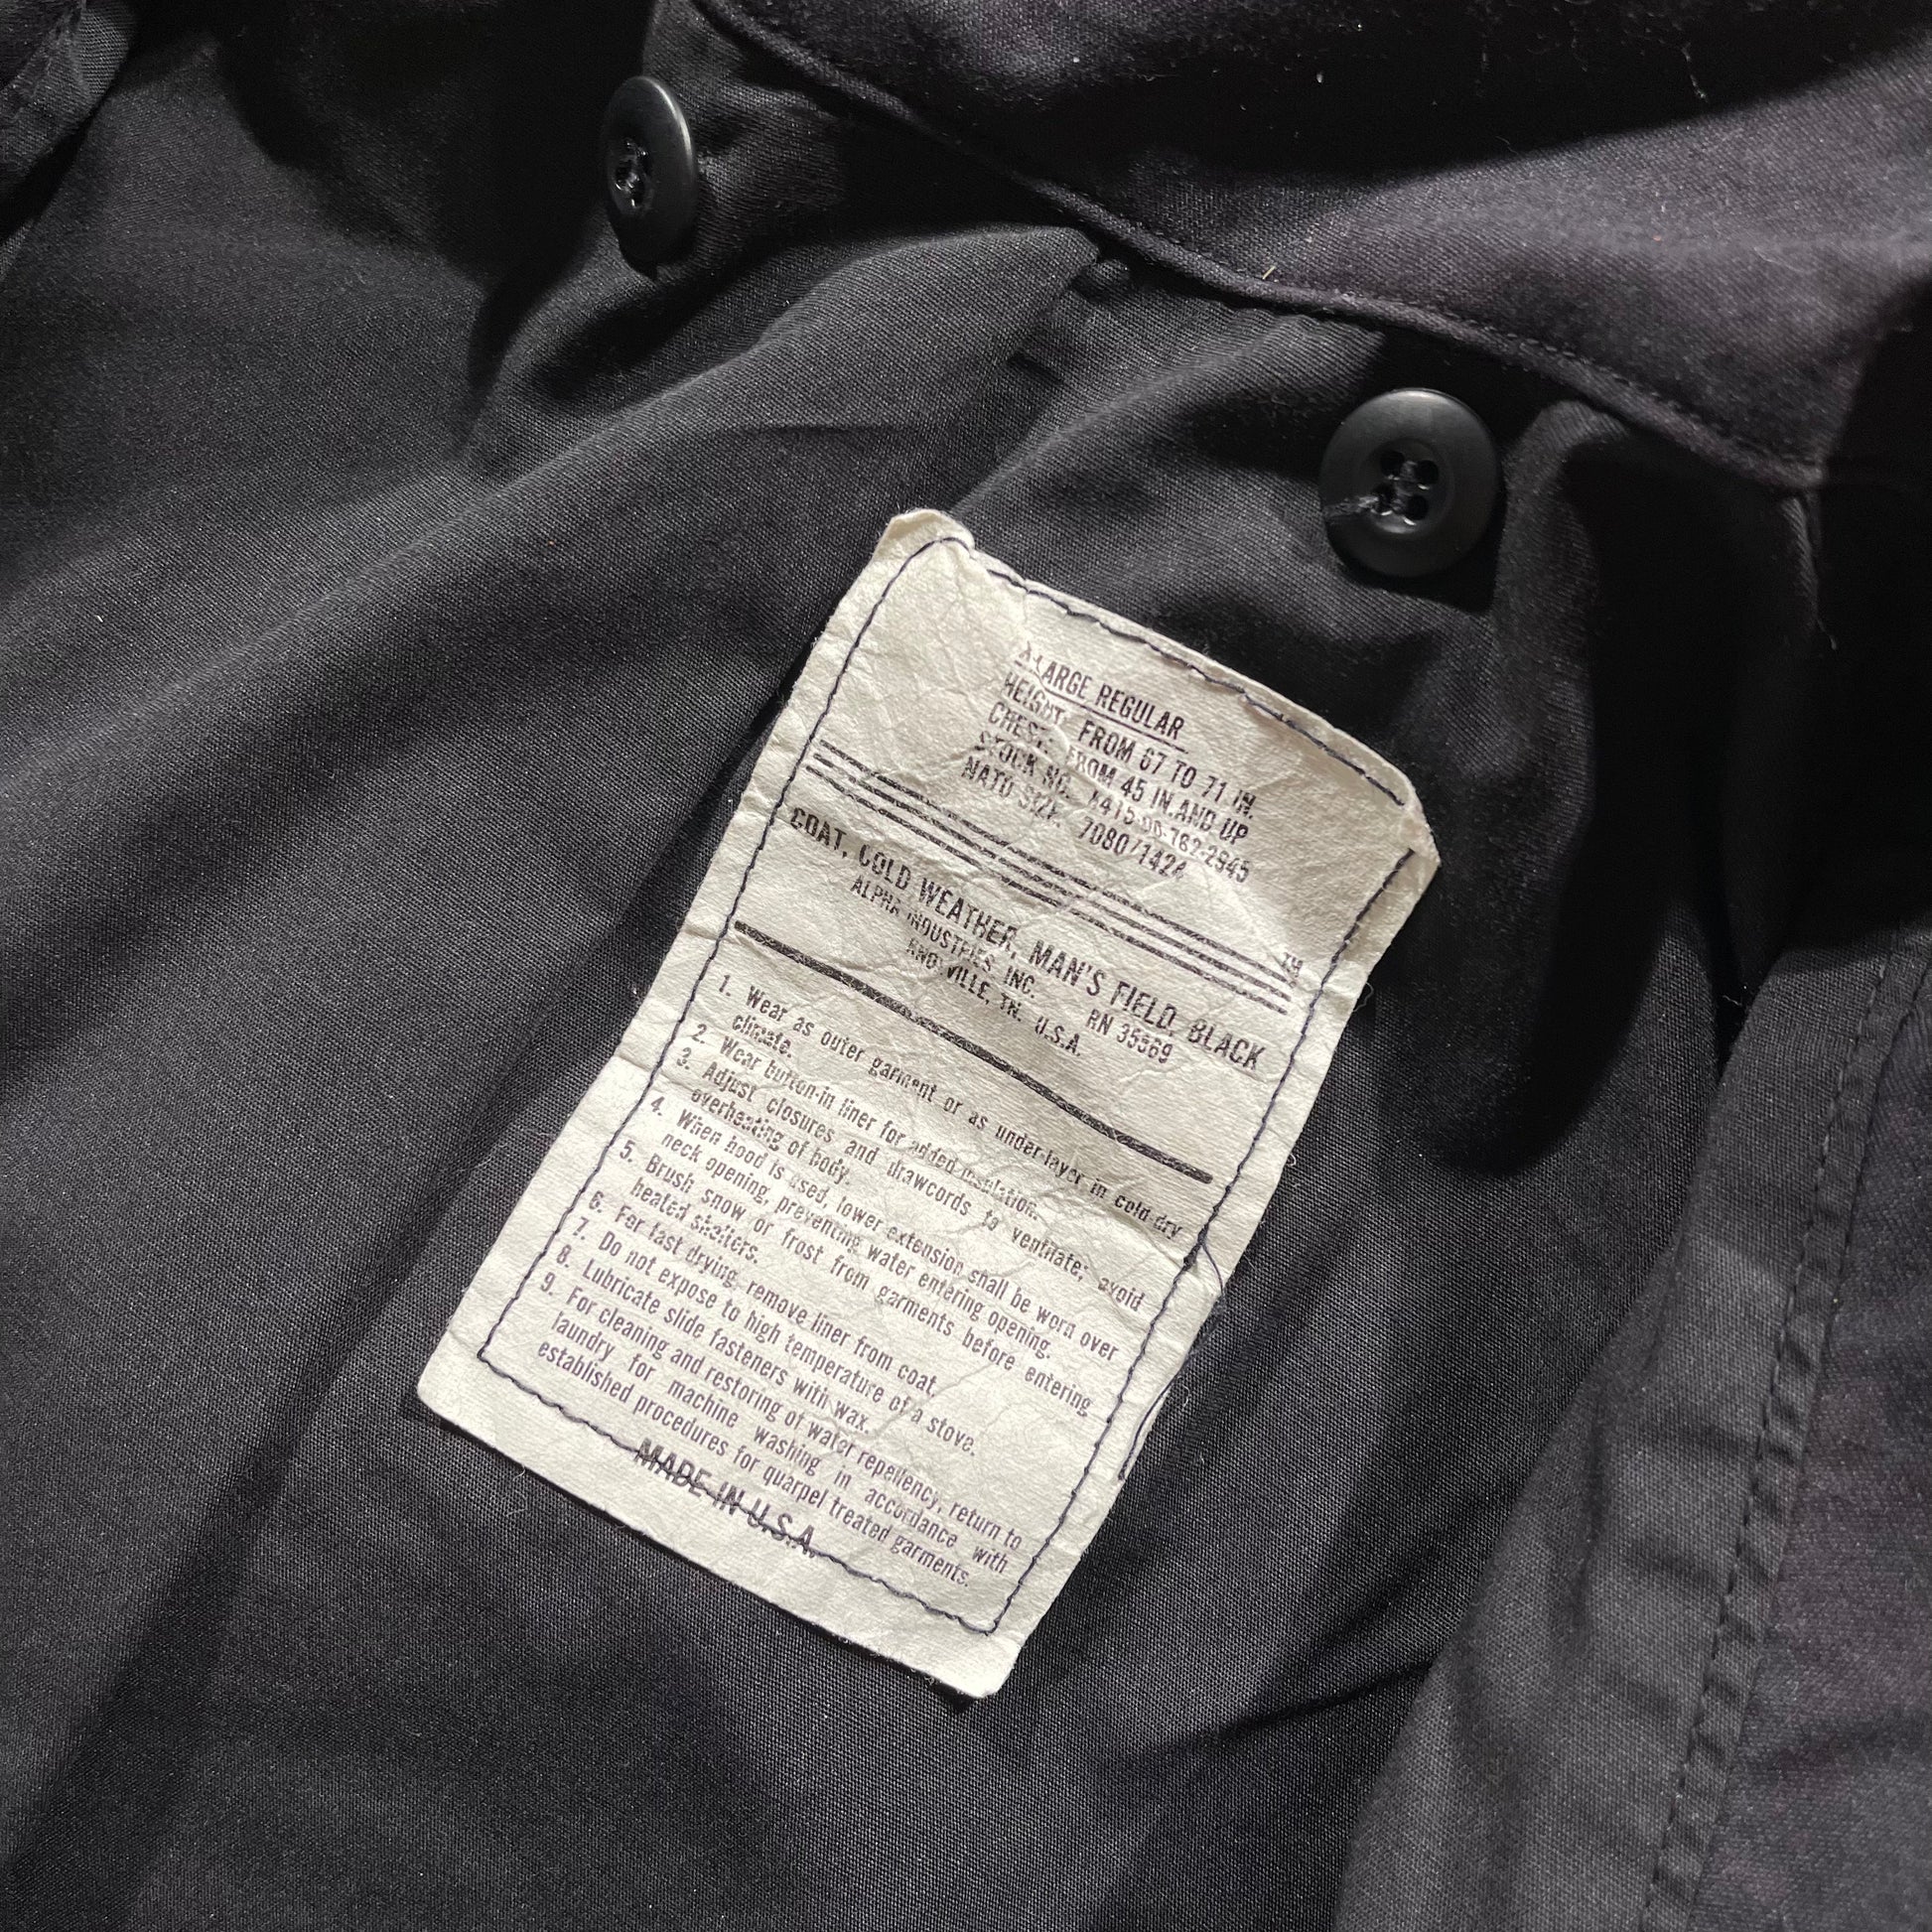 X-LARGE REGULAR
HEIGHT: FROM 67 TO 71 IN.
CHEST: FROM 45 IN. AND UP
STOCK NO. 8415-00-782-2945
NATO SIZE: 7080/1424
TM
COAT, COLD WEATHER, MAN'S FIELD, BLACK
ALPHA INDUSTRIES, INC. RN 35569
KNOXVILLE, TN. U.S.A.
1. Wear as outer garment or as under-layer in cold-dry
climate.
2. Wear button-in liner for added insulation.
3. Adjust closures and drawcords to ventilate; avoid
overheating of body.
4. When hood is used, lower extension shall be worn over
neck opening, preventing water entering opening.
5. Brush snow or frost from garments before entering
heated shelters.
6. For fast drying, remove liner from coat.
7. Do not expose to high temperature of a stove.
8. Lubricate slide fasteners with wax.
9. For cleaning and restoring of water repellency, return to
laundry for machine washing in accordance with
established procedures for quarpel treated garments.
MADE IN U.S.A.